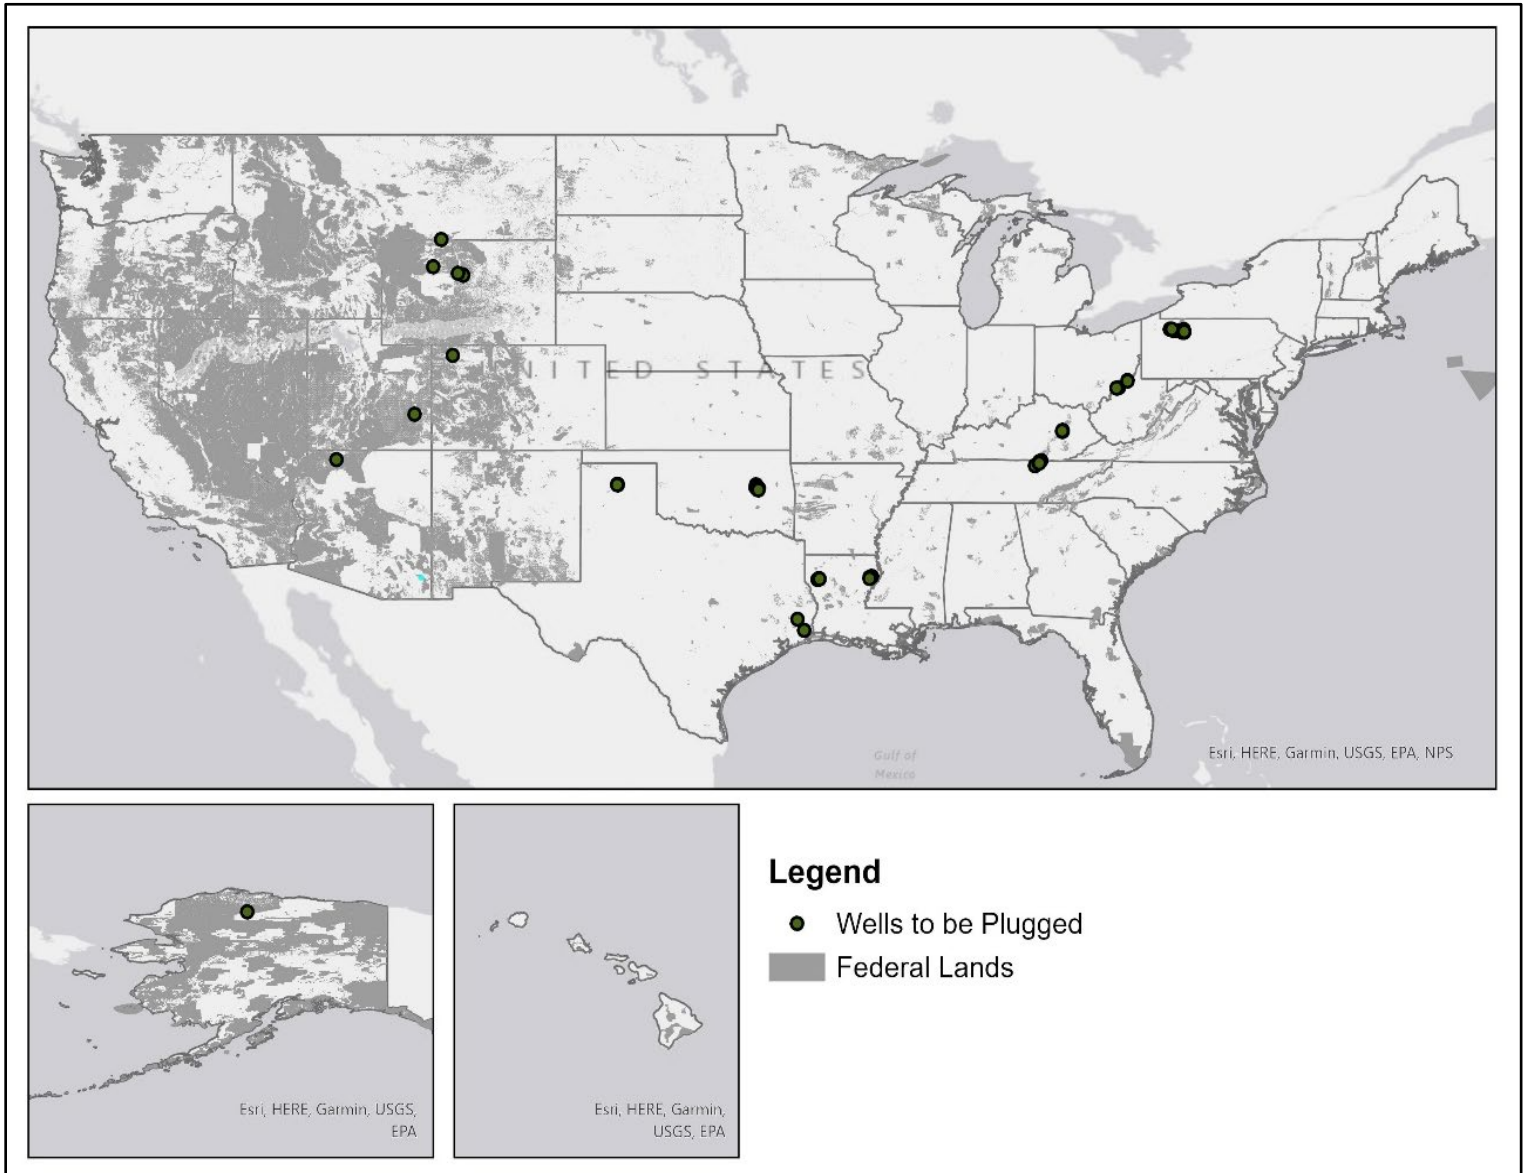 UNITED STATES
Gulf of
Mexico
Esri, HERE, Garmin, USGS, EPA, NPS
Esri, HERE, Garmin, USGS,
EPA
Esri, HERE, Garmin,
USGS, EPA
Legend
Wells to be Plugged
Federal Lands